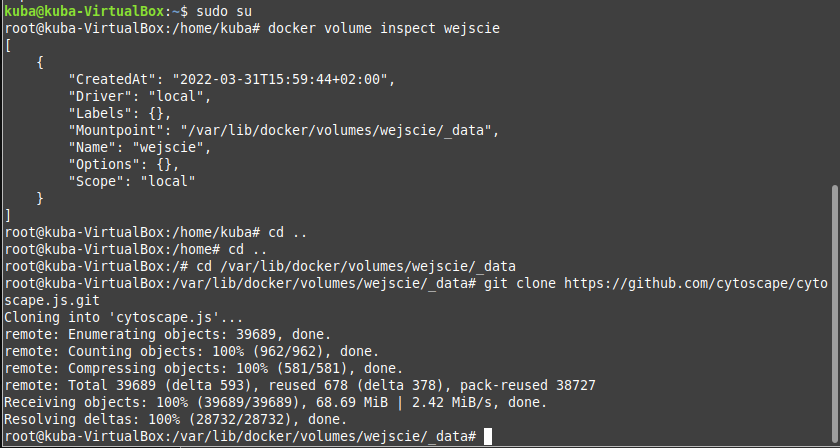 kuba@kuba-VirtualBox:~$ sudo su
root@kuba-VirtualBox:/home/kuba# docker volume inspect wejscie
[
    {
        "CreatedAt": "2022-03-31T15:59:44+02:00",
        "Driver": "local",
        "Labels": {},
        "Mountpoint": "/var/lib/docker/volumes/wejscie/_data",
        "Name": "wejscie",
        "Options": {},
        "Scope": "local"
    }
]
root@kuba-VirtualBox:/home/kuba# cd ..
root@kuba-VirtualBox:/home# cd ..
root@kuba-VirtualBox:/# cd /var/lib/docker/volumes/wejscie/_data
root@kuba-VirtualBox:/var/lib/docker/volumes/wejscie/_data# git clone https://github.com/cytoscape/cyto
scape.js.git
Cloning into 'cytoscape.js'...
remote: Enumerating objects: 39689, done.
remote: Counting objects: 100% (962/962), done.
remote: Compressing objects: 100% (581/581), done.
remote: Total 39689 (delta 593), reused 678 (delta 378), pack-reused 38727
Receiving objects: 100% (39689/39689), 68.69 MiB | 2.42 MiB/s, done.
Resolving deltas: 100% (28732/28732), done.
root@kuba-VirtualBox:/var/lib/docker/volumes/wejscie/_data#